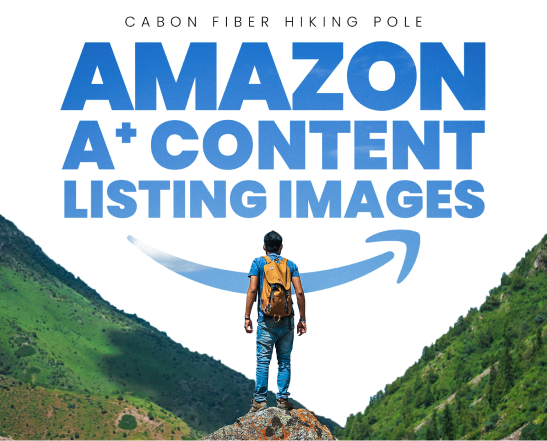 CABON FIBER HIKING POLE
AMAZON
A+ CONTENT
LISTING IMAGES